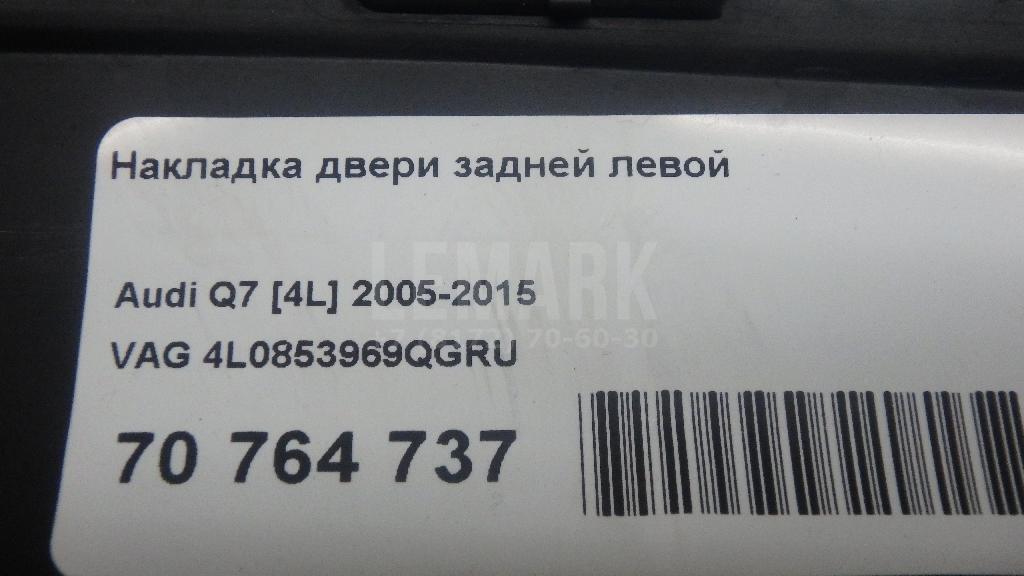 Накладка двери задней левой
LEMARK
Audi Q7 [4L] 2005-2015
VAG 4L0853969QGRU
70 764 737